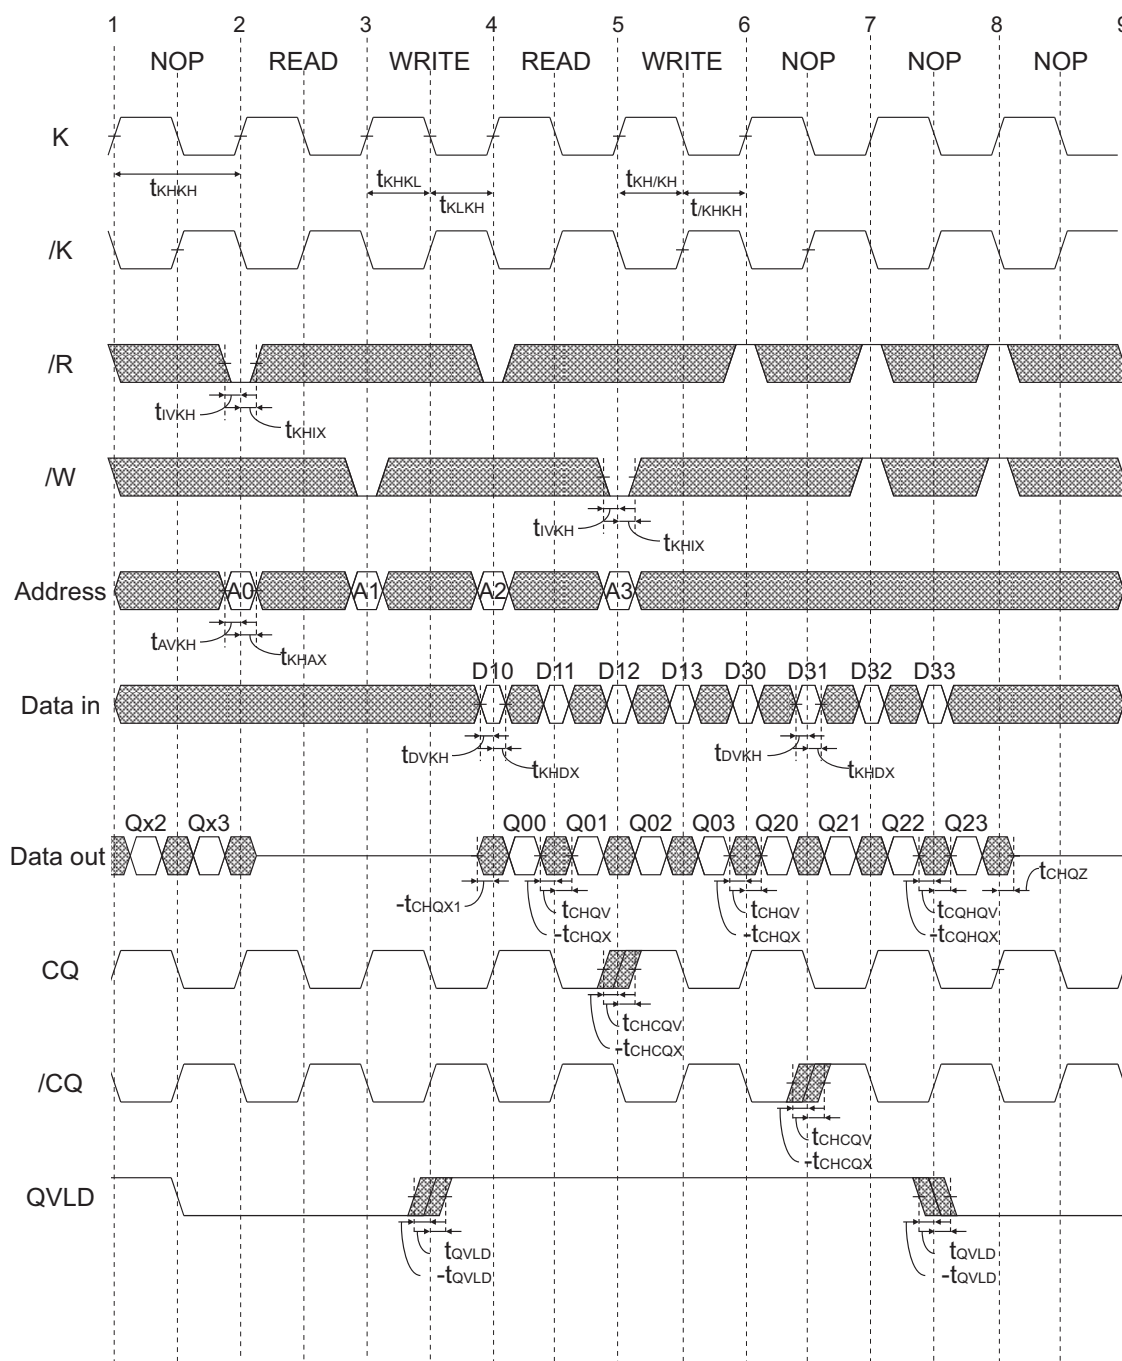 1 2 3 4 5 6 7 8 9
NOP READ WRITE READ WRITE NOP NOP NOP
K
tKHKH tKHKL tKLKH tKH/KH t/KHKH
/K
/R
tIVKH tKHIX
/W
tIVKH tKHIX
Address A0 A1 A2 A3
tAVKH tKHAX
D10 D11 D12 D13 D30 D31 D32 D33
Data in
tDVKH tKHDX tDVKH tKHDX
Qx2 Qx3 Q00 Q01 Q02 Q03 Q20 Q21 Q22 Q23
Data out
tCHQZ
-tCHQX1 tCHQV tCHQV tCQHQV
-tCHQX -tCHQX -tCQHQX
CQ
tCHCQV
-tCHCQX
/CQ
tCHCQV
-tCHCQX
QVLD
tQVLD tQVLD
-tQVLD -tQVLD